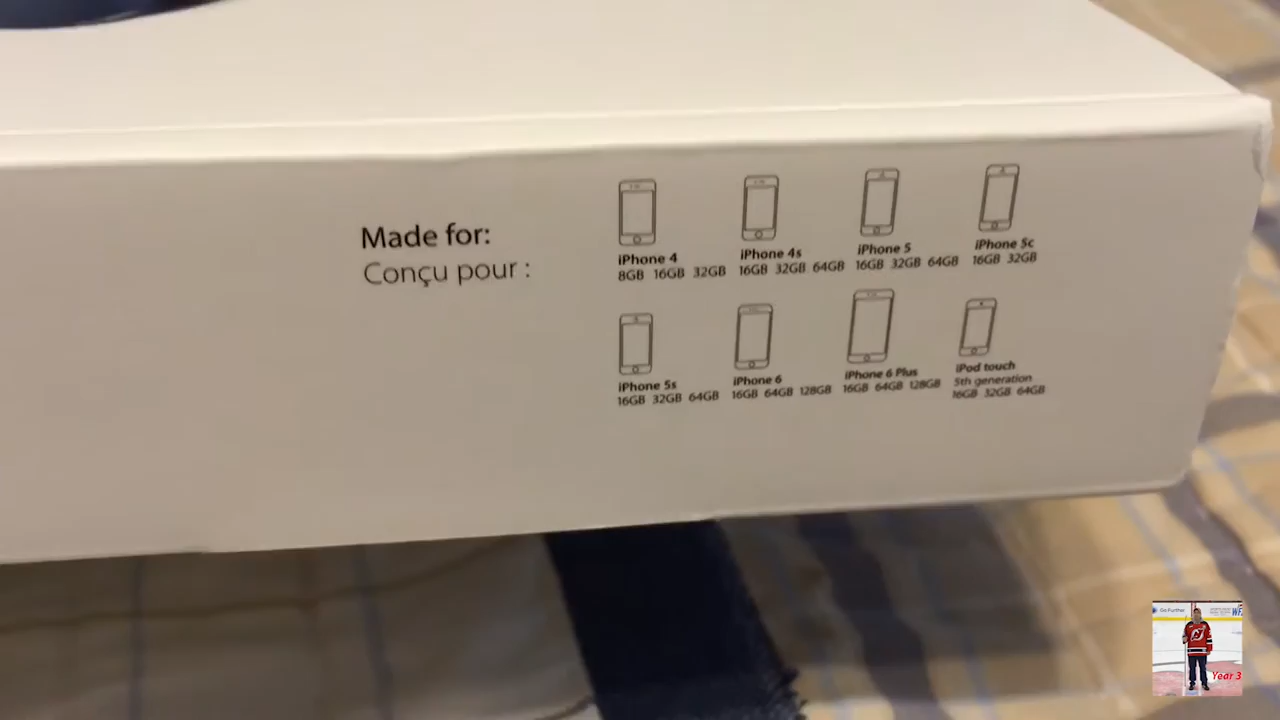 Made for:
Conçu pour :
iPhone 4
8GB 16GB 32GB
iPhone 4s
16GB 32GB 64GB
iPhone 5
16GB 32GB 64GB
iPhone 5c
16GB 32GB
iPhone 5s
16GB 32GB 64GB
iPhone 6
16GB 64GB 128GB
iPhone 6 Plus
16GB 64GB 128GB
iPod touch
5th generation
16GB 32GB 64GB
Go Further
Year 3